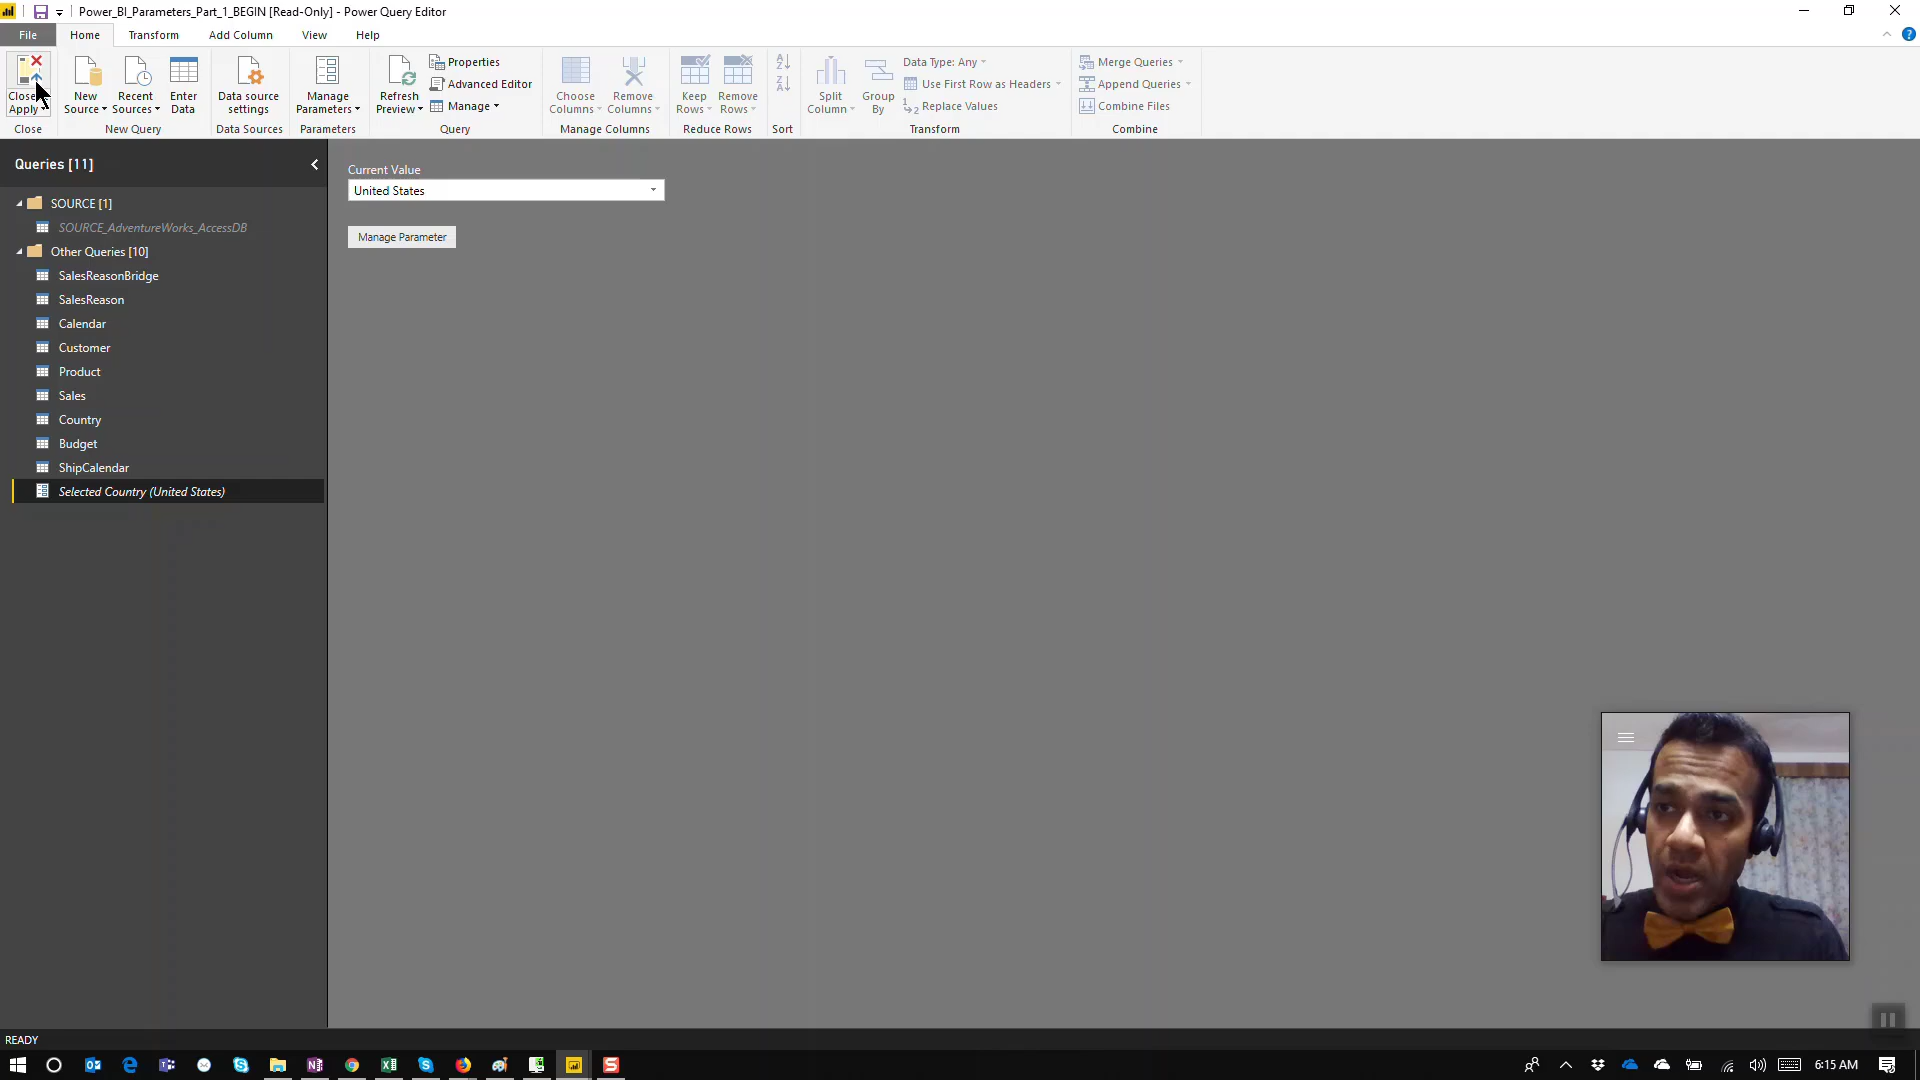 Power_BI_Parameters_Part_1_BEGIN [Read-Only] - Power Query Editor
File
Home
Transform
Add Column
View
Help
Close
Apply
New
Source
Recent
Sources
Enter
Data
Data source
settings
Manage
Parameters
Refresh
Preview
Properties
Advanced Editor
Manage
Choose
Columns
Remove
Columns
Keep
Rows
Remove
Rows
Split
Column
Group
By
Data Type: Any
Use First Row as Headers
Replace Values
Merge Queries
Append Queries
Combine Files
Close
New Query
Data Sources
Parameters
Query
Manage Columns
Reduce Rows
Sort
Transform
Combine
Queries [11]
SOURCE [1]
SOURCE_AdventureWorks_AccessDB
Other Queries [10]
SalesReasonBridge
SalesReason
Calendar
Customer
Product
Sales
Country
Budget
ShipCalendar
Selected Country (United States)
Current Value
United States
Manage Parameter
READY
6:15 AM